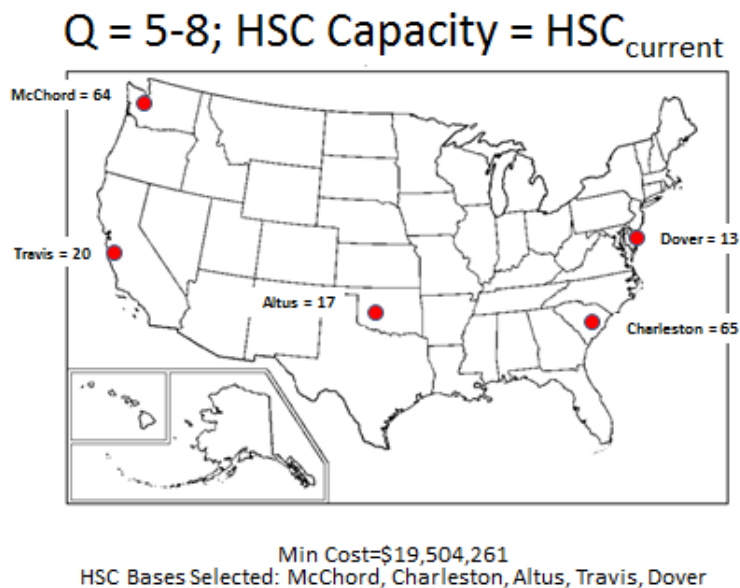 Q = 5-8; HSC Capacity = HSCcurrent
McChord = 64
Travis = 20
Dover = 13
Altus = 17
Charleston = 65
Min Cost=$19,504,261
HSC Bases Selected: McChord, Charleston, Altus, Travis, Dover